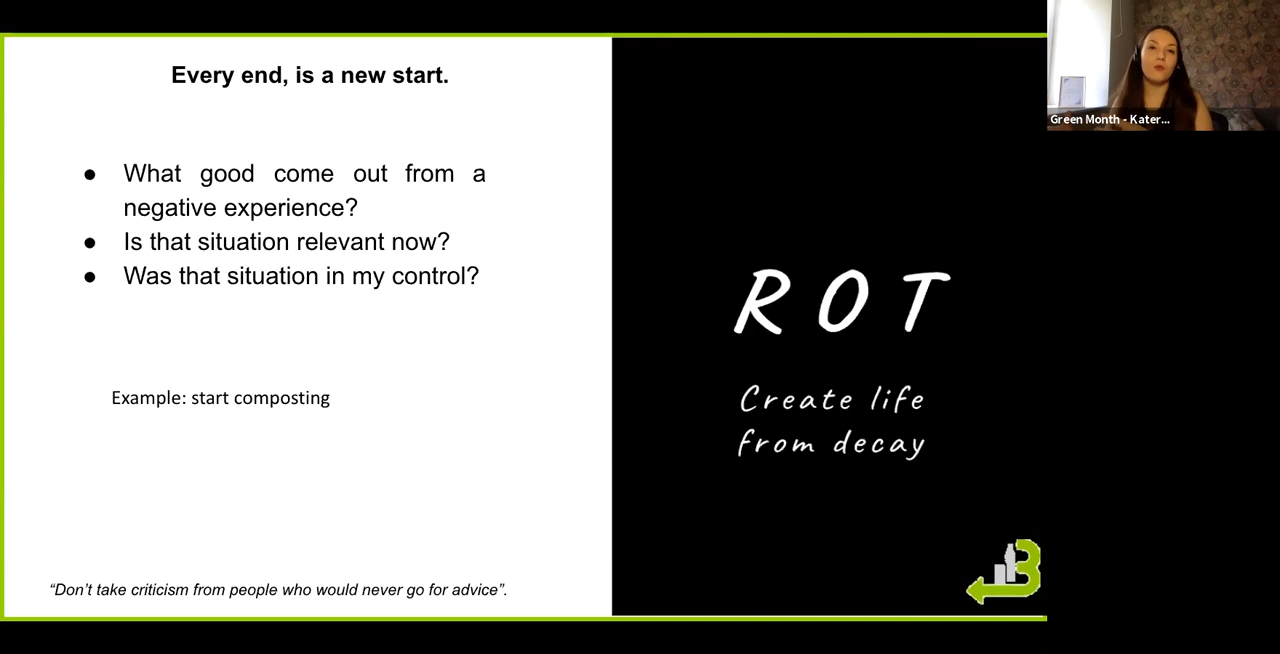 Every end, is a new start.
● What good come out from a
negative experience?
● Is that situation relevant now?
● Was that situation in my control?
Example: start composting
“Don’t take criticism from people who would never go for advice”.
ROT
Create life
from decay
Green Month - Kater...